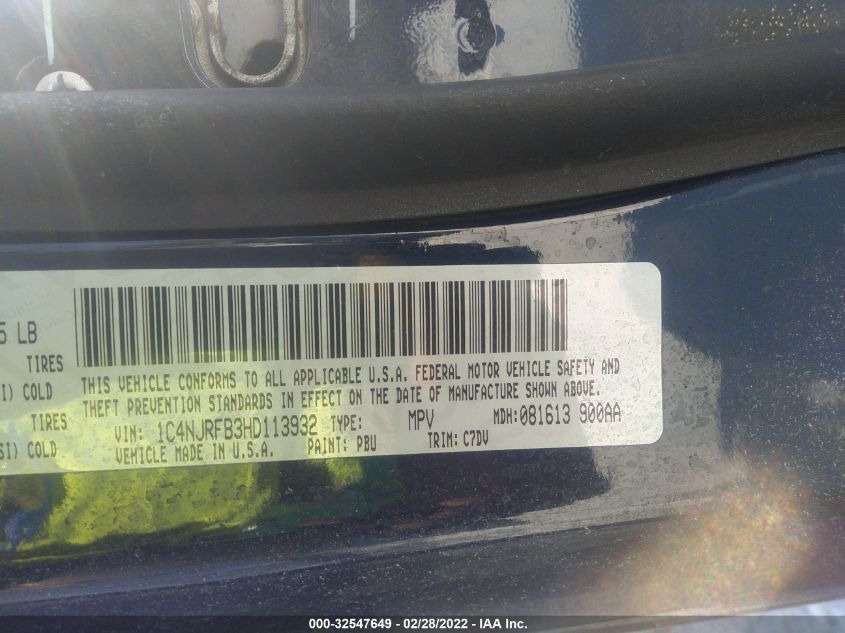 5 LB
TIRES
I) COLD
TIRES
SI) COLD
THIS VEHICLE CONFORMS TO ALL APPLICABLE U.S.A. FEDERAL MOTOR VEHICLE SAFETY AND
THEFT PREVENTION STANDARDS IN EFFECT ON THE DATE OF MANUFACTURE SHOWN ABOVE.
VIN: 1C4NJRFB3HD113932 TYPE: MPV MDH: 081613 900AA
VEHICLE MADE IN U.S.A. PAINT: PBU TRIM: C7DV
000-32547649 - 02/28/2022 - IAA Inc.